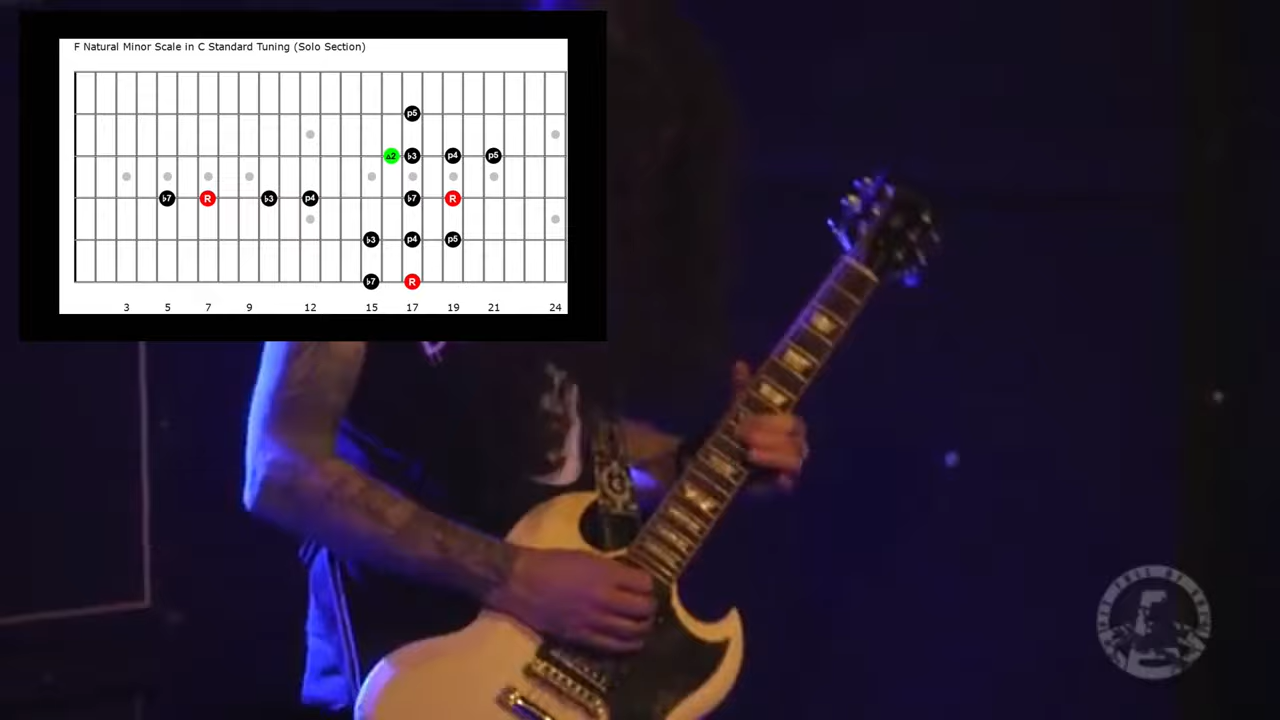 F Natural Minor Scale in C Standard Tuning (Solo Section)
p5
▵2 ♭3 p4 p5
♭7 R ♭3 p4 ♭7 R
♭3 p4 p5
♭7 R
3 5 7 9 12 15 17 19 21 24